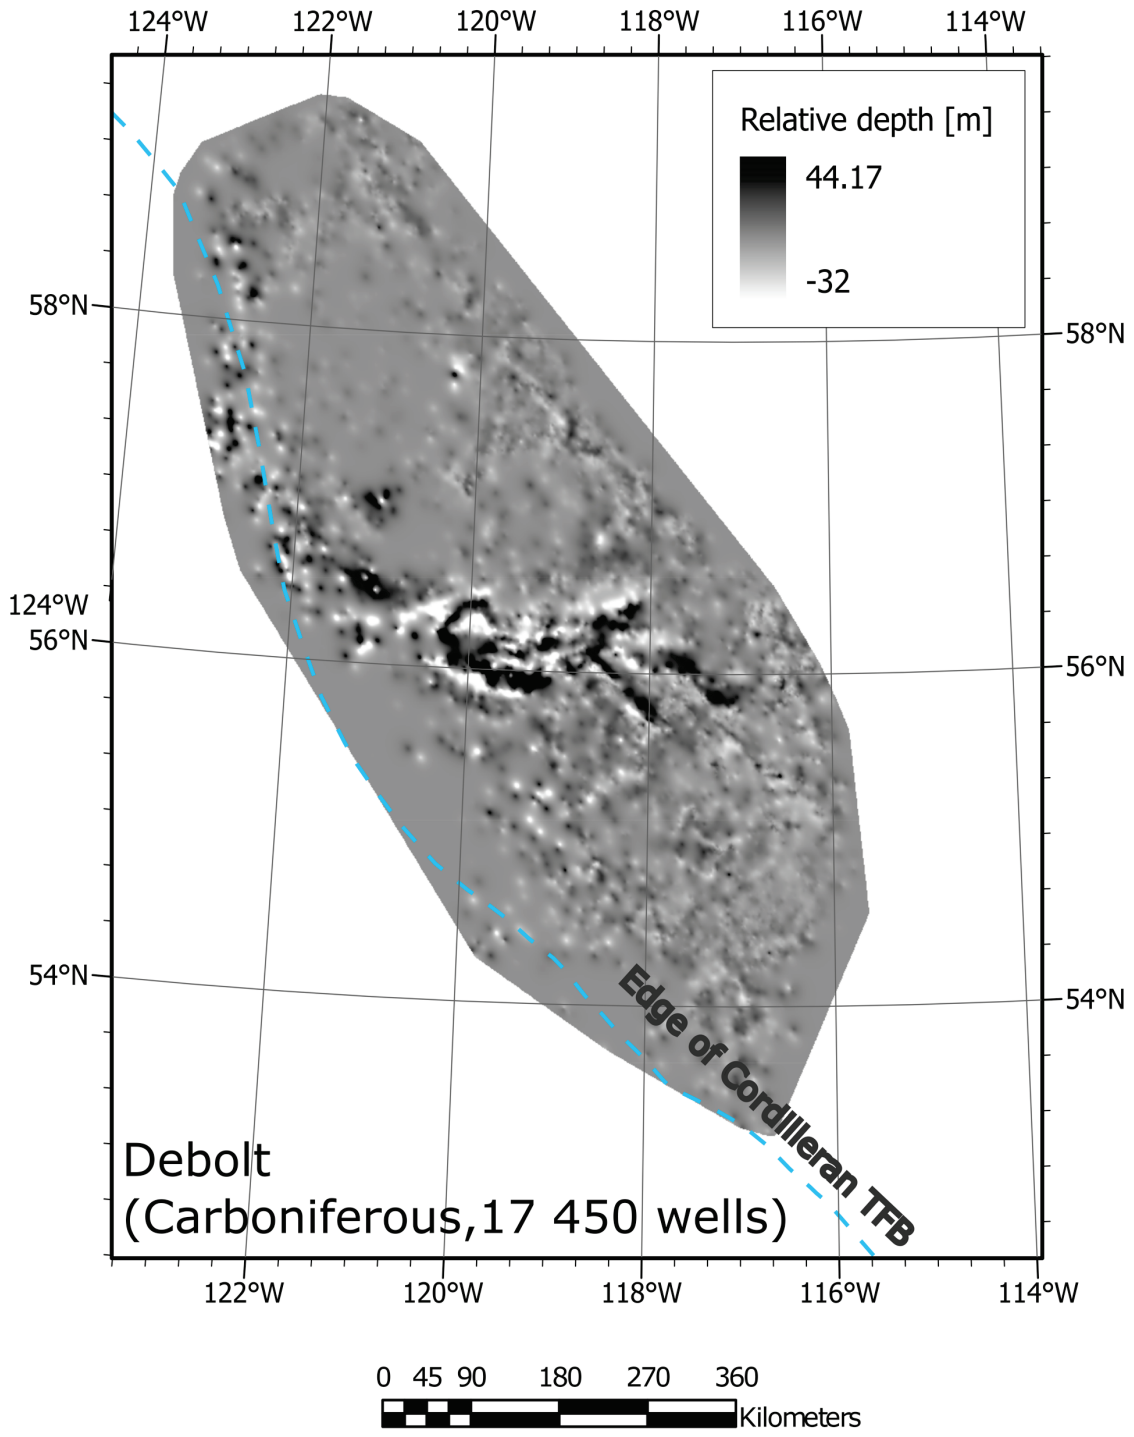 124°W 122°W 120°W 118°W 116°W 114°W
Relative depth [m]
44.17
-32
58°N
58°N
124°W
56°N
56°N
54°N
54°N
Edge of Cordilleran TFB
Debolt
(Carboniferous,17 450 wells)
122°W 120°W 118°W 116°W 114°W
0 45 90 180 270 360
Kilometers